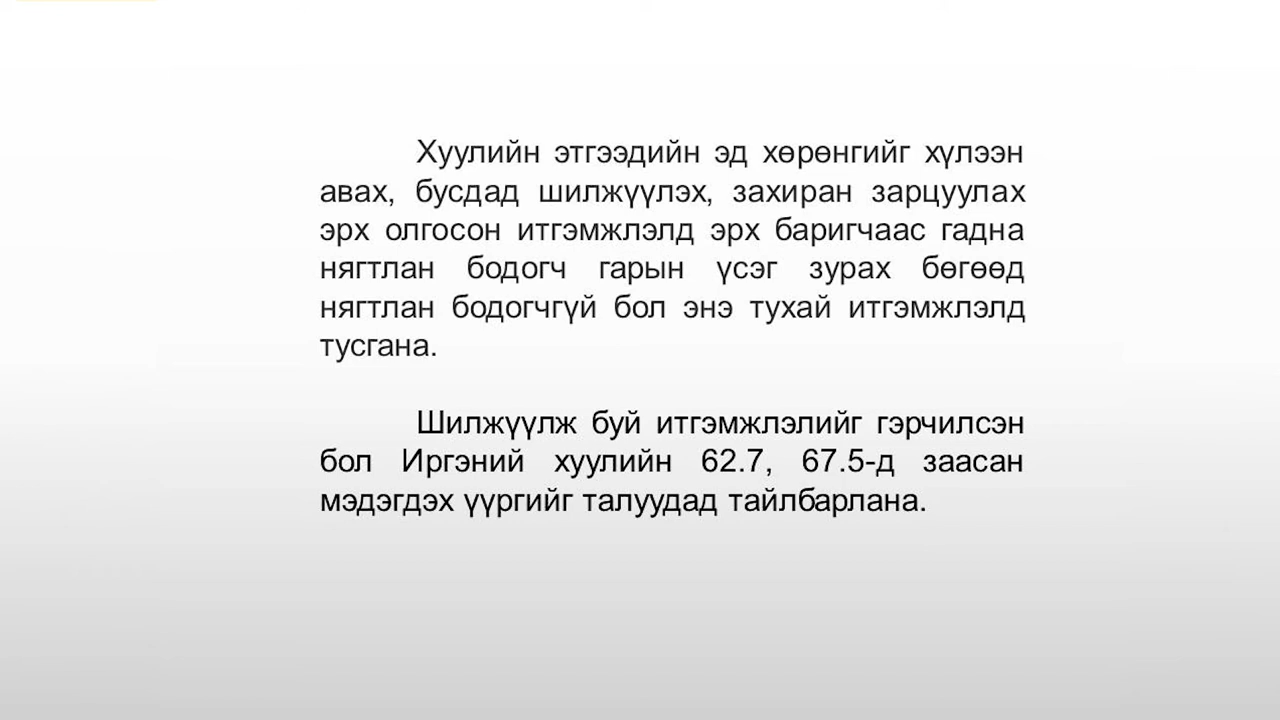 Хуулийн этгээдийн эд хөрөнгийг хүлээн
авах, бусдад шилжүүлэх, захиран зарцуулах
эрх олгосон итгэмжлэлд эрх баригчаас гадна
нягтлан бодогч гарын үсэг зурах бөгөөд
нягтлан бодогчгүй бол энэ тухай итгэмжлэлд
тусгана.
Шилжүүлж буй итгэмжлэлийг гэрчилсэн
бол Иргэний хуулийн 62.7, 67.5-д заасан
мэдэгдэх үүргийг талуудад тайлбарлана.